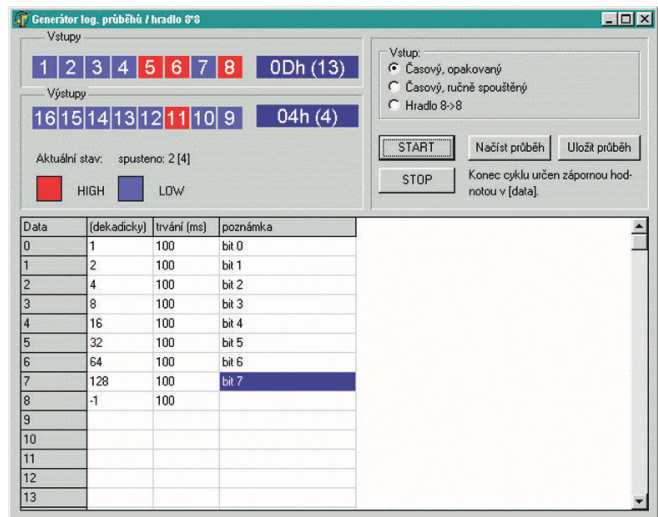 Generátor log. průběhů / hradlo 8*8
Vstupy
1 2 3 4 5 6 7 8 0Dh (13)
Výstupy
16 15 14 13 12 11 10 9 04h (4)
Aktuální stav: spusteno: 2 [4]
HIGH LOW
Vstup:
Časový, opakovaný
Časový, ručně spouštěný
Hradlo 8->8
START Načíst průběh Uložit průběh
STOP
Konec cyklu určen zápornou hod-
notou v [data].
Data (dekadicky) trvání (ms) poznámka
0 1 100 bit 0
1 2 100 bit 1
2 4 100 bit 2
3 8 100 bit 3
4 16 100 bit 4
5 32 100 bit 5
6 64 100 bit 6
7 128 100 bit 7
8 -1 100
9
10
11
12
13